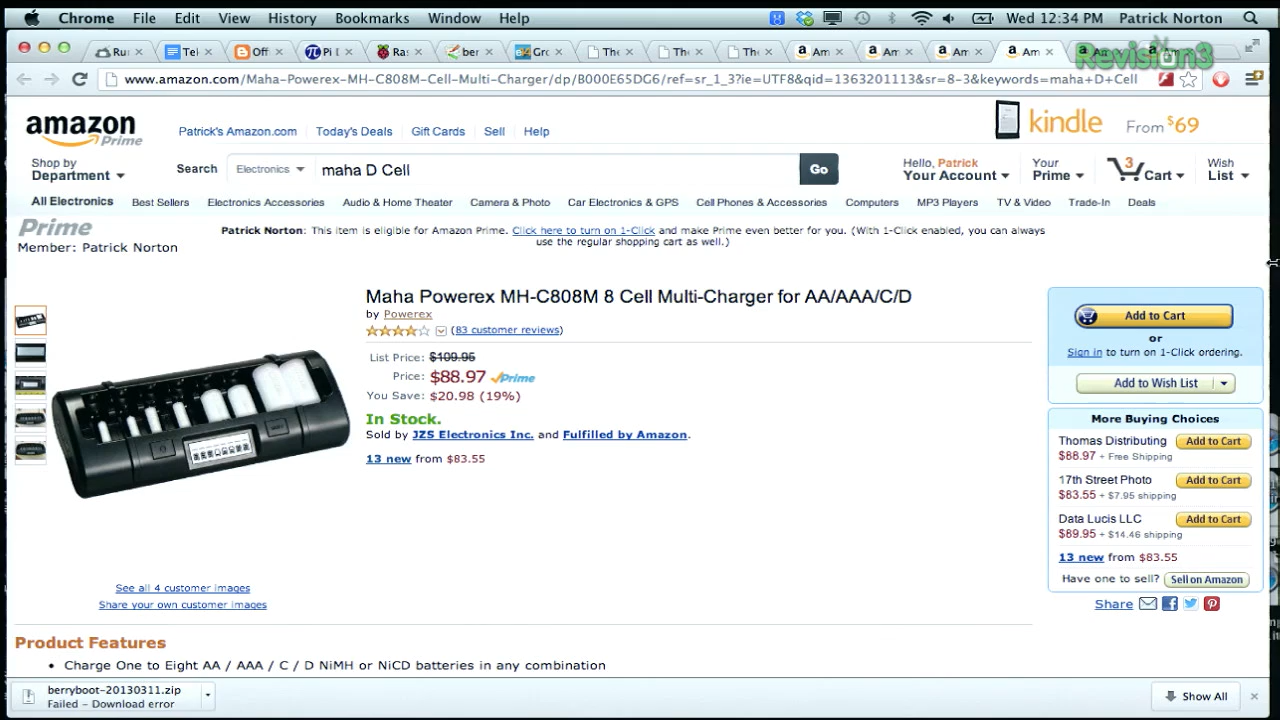 Chrome File Edit View History Bookmarks Window Help Wed 12:34 PM Patrick Norton
Ru Tel Off Pi D Ras ber Gro The The The Am Am Am Am
Revision3
www.amazon.com/Maha-Powerex-MH-C808M-Cell-Multi-Charger/dp/B000E65DG6/ref=sr_1_3?ie=UTF8&qid=1363201113&sr=8-3&keywords=maha+D+Cell
amazon Prime
Patrick's Amazon.com Today's Deals Gift Cards Sell Help
kindle From $69
Shop by Department
Search Electronics maha D Cell Go
Hello, Patrick Your Account
Your Prime
3 Cart
Wish List
All Electronics Best Sellers Electronics Accessories Audio & Home Theater Camera & Photo Car Electronics & GPS Cell Phones & Accessories Computers MP3 Players TV & Video Trade-In Deals
Prime
Member: Patrick Norton
Patrick Norton: This item is eligible for Amazon Prime. Click here to turn on 1-Click and make Prime even better for you. (With 1-Click enabled, you can always
use the regular shopping cart as well.)
Maha Powerex MH-C808M 8 Cell Multi-Charger for AA/AAA/C/D
by Powerex
(83 customer reviews)
List Price: $109.95
Price: $88.97 Prime
You Save: $20.98 (19%)
In Stock.
Sold by JZS Electronics Inc. and Fulfilled by Amazon.
13 new from $83.55
See all 4 customer images
Share your own customer images
Add to Cart
or
Sign in to turn on 1-Click ordering.
Add to Wish List
More Buying Choices
Thomas Distributing Add to Cart
$88.97 + Free Shipping
17th Street Photo Add to Cart
$83.55 + $7.95 shipping
Data Lucis LLC Add to Cart
$89.95 + $14.46 shipping
13 new from $83.55
Have one to sell? Sell on Amazon
Share
Product Features
• Charge One to Eight AA / AAA / C / D NiMH or NiCD batteries in any combination
berryboot-20130311.zip
Failed - Download error
Show All